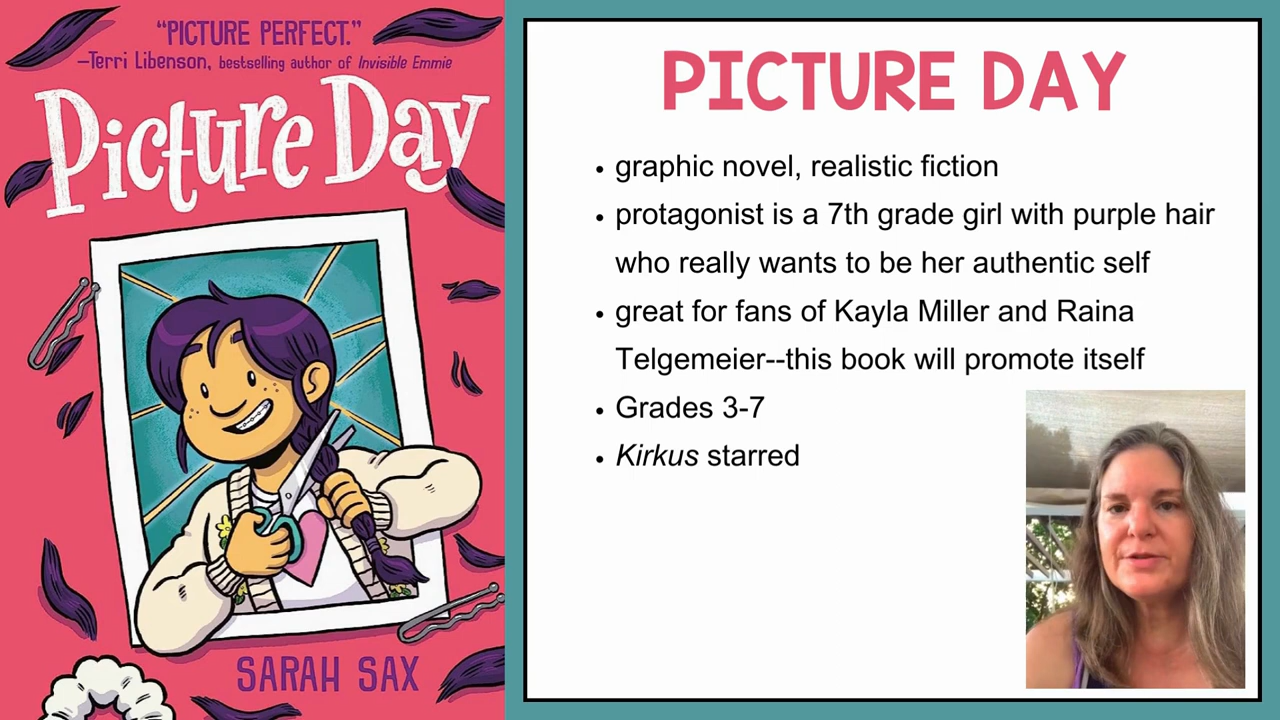 “PICTURE PERFECT.”
—Terri Libenson, bestselling author of Invisible Emmie
Picture Day
SARAH SAX
PICTURE DAY
• graphic novel, realistic fiction
• protagonist is a 7th grade girl with purple hair
who really wants to be her authentic self
• great for fans of Kayla Miller and Raina
Telgemeier--this book will promote itself
• Grades 3-7
• Kirkus starred